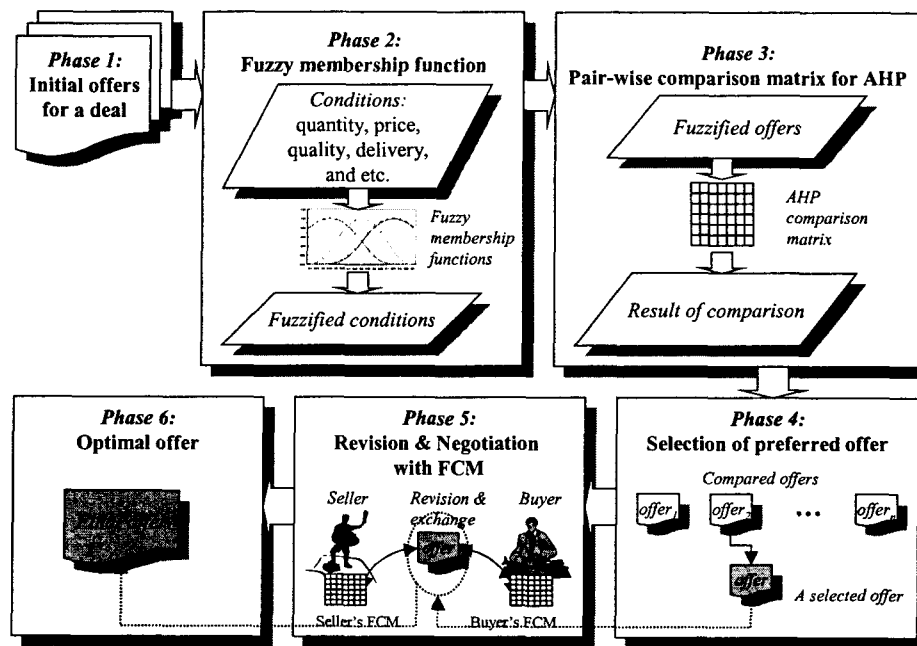 Phase 1:
Initial offers
for a deal
Phase 2:
Fuzzy membership function
Conditions:
quantity, price,
quality, delivery,
and etc.
Fuzzy
membership
functions
Fuzzified conditions
Phase 3:
Pair-wise comparison matrix for AHP
Fuzzified offers
AHP
comparison
matrix
Result of comparison
Phase 4:
Selection of preferred offer
Compared offers
offer1 offer2 ••• offern
offer
A selected offer
Phase 5:
Revision & Negotiation
with FCM
Seller
Revision &
exchange
Buyer
offer
Seller's FCM
Buyer's FCM
Phase 6:
Optimal offer